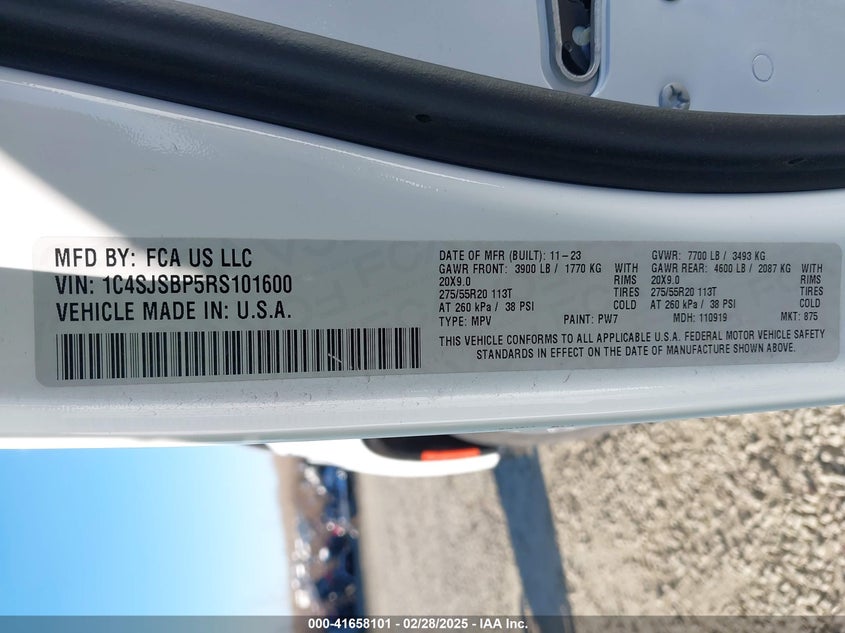 MFD BY: FCA US LLC
VIN: 1C4SJSBP5RS101600
VEHICLE MADE IN: U.S.A.
DATE OF MFR (BUILT): 11-23 GVWR: 7700 LB / 3493 KG
GAWR FRONT: 3900 LB / 1770 KG WITH GAWR REAR: 4600 LB / 2087 KG WITH
20X9.0 RIMS 20X9.0 RIMS
275/55R20 113T TIRES 275/55R20 113T TIRES
AT 260 kPa / 38 PSI COLD AT 260 kPa / 38 PSI COLD
TYPE: MPV PAINT: PW7 MDH: 110919 MKT: 875
THIS VEHICLE CONFORMS TO ALL APPLICABLE U.S.A. FEDERAL MOTOR VEHICLE SAFETY
STANDARDS IN EFFECT ON THE DATE OF MANUFACTURE SHOWN ABOVE.
000-41658101 - 02/28/2025 - IAA Inc.